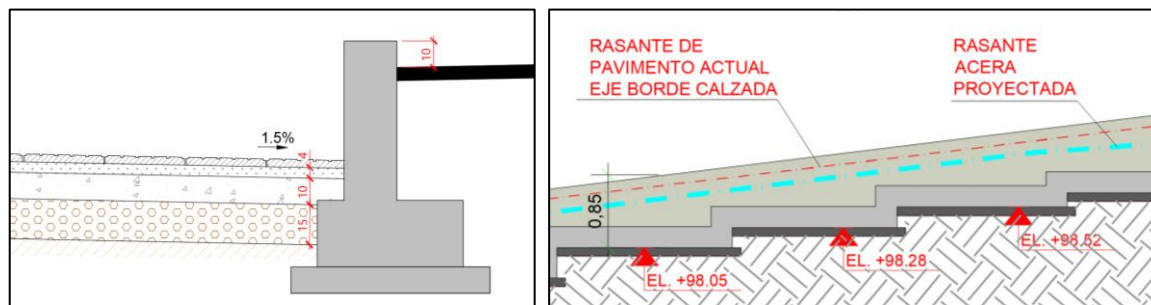 10
1.5%
4
10
15
RASANTE DE
PAVIMENTO ACTUAL
EJE BORDE CALZADA
RASANTE
ACERA
PROYECTADA
0,85
EL. +98.52
EL. +98.28
EL. +98.05